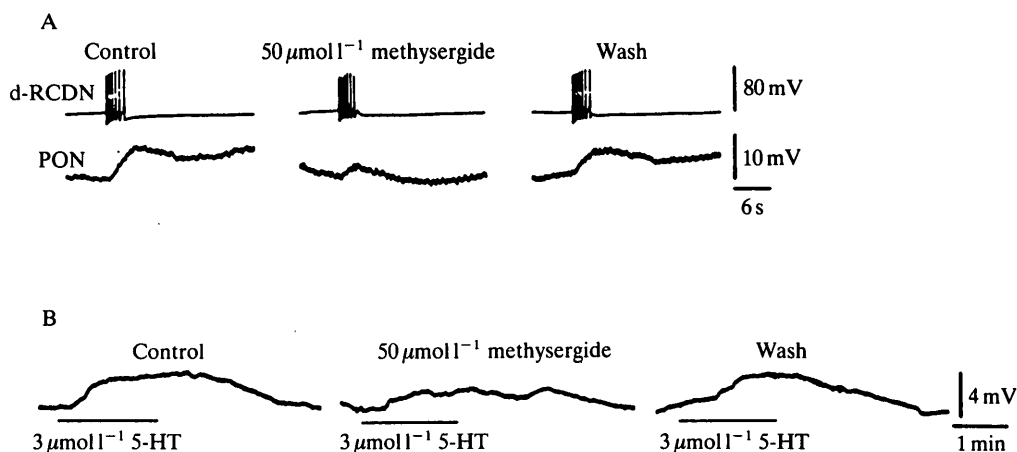 A
Control 50 μmol l⁻¹ methysergide Wash
d-RCDN 80 mV
PON 10 mV
6 s
B
Control 50 μmol l⁻¹ methysergide Wash
4 mV
3 μmol l⁻¹ 5-HT 3 μmol l⁻¹ 5-HT 3 μmol l⁻¹ 5-HT 1 min